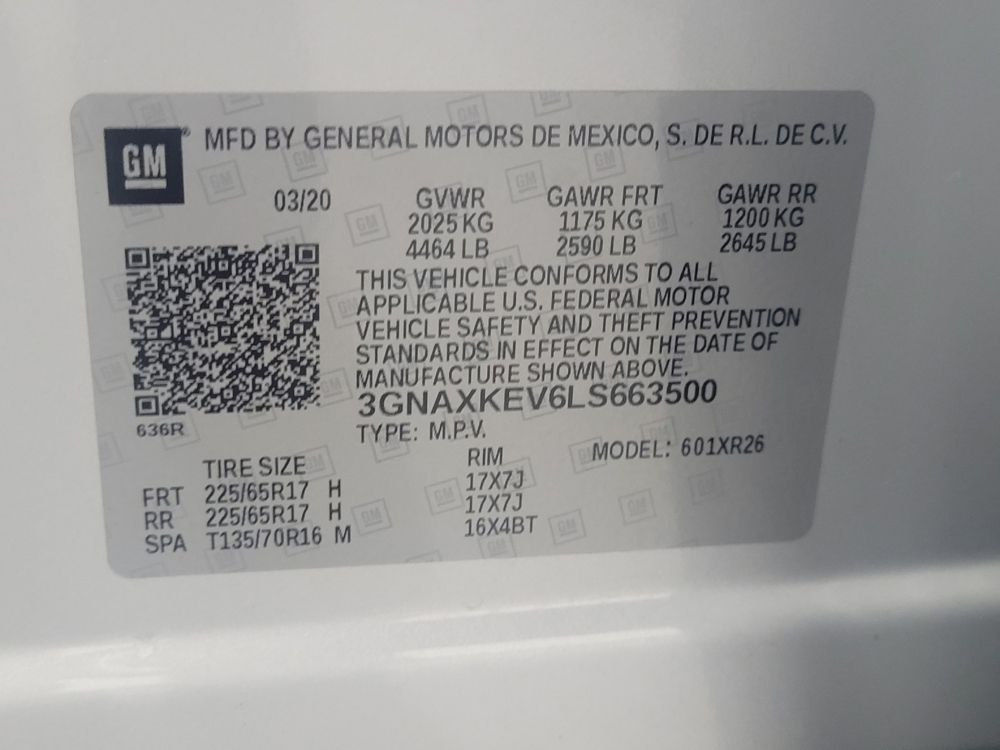 GM
MFD BY GENERAL MOTORS DE MEXICO, S. DE R.L. DE C.V.
03/20 GVWR GAWR FRT GAWR RR
2025 KG 1175 KG 1200 KG
4464 LB 2590 LB 2645 LB
THIS VEHICLE CONFORMS TO ALL
APPLICABLE U.S. FEDERAL MOTOR
VEHICLE SAFETY AND THEFT PREVENTION
STANDARDS IN EFFECT ON THE DATE OF
MANUFACTURE SHOWN ABOVE.
3GNAXKEV6LS663500
636R
TYPE: M.P.V.
MODEL: 601XR26
TIRE SIZE RIM
FRT 225/65R17 H 17X7J
RR 225/65R17 H 17X7J
SPA T135/70R16 M 16X4BT